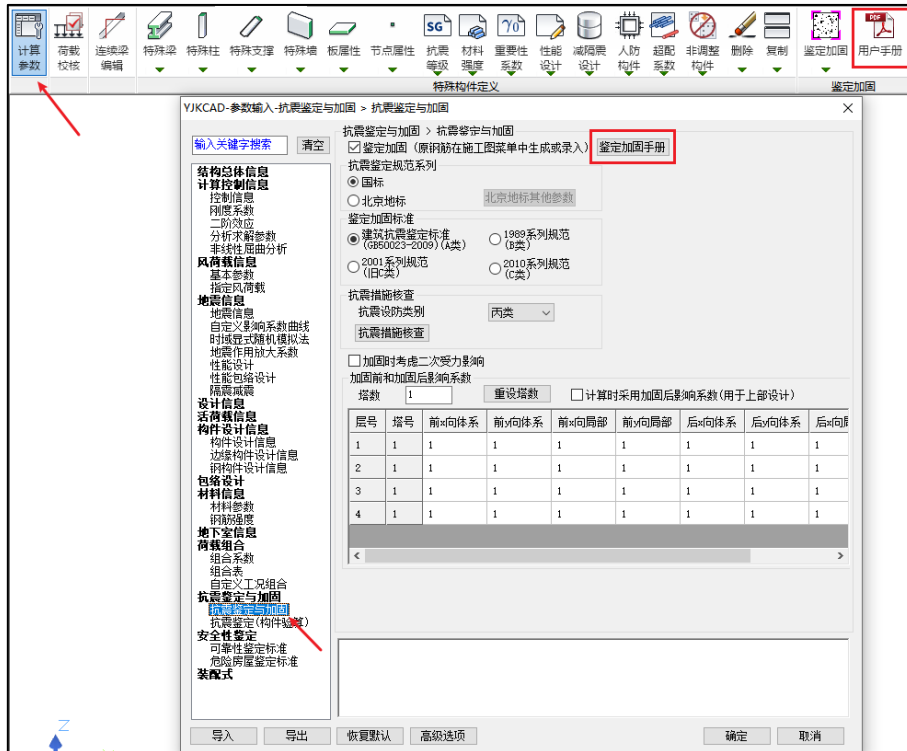 计算参数
荷载校核
连续梁编辑
特殊梁
特殊柱
特殊支撑
特殊墙
板属性
节点属性
SG
抗震等级
材料强度
γ0
重要性系数
性能设计
减隔震设计
人防构件
超配系数
非调整构件
删除
复制
鉴定加固
PDF
用户手册
特殊构件定义
鉴定加固
YJKCAD-参数输入-抗震鉴定与加固 > 抗震鉴定与加固
输入关键字搜索 清空
结构总体信息
计算控制信息
控制信息
刚度系数
二阶效应
分析求解参数
非线性屈曲分析
风荷载信息
基本参数
指定风荷载
地震信息
地震信息
自定义影响系数曲线
时域显式随机模拟法
地震作用放大系数
性能设计
性能包络设计
隔震减震
设计信息
活荷载信息
构件设计信息
构件设计信息
边缘构件设计信息
钢构件设计信息
包络设计
材料信息
材料参数
钢筋强度
地下室信息
荷载组合
组合系数
组合表
自定义工况组合
抗震鉴定与加固
抗震鉴定与加固
抗震鉴定(构件验算)
安全性鉴定
可靠性鉴定标准
危险房屋鉴定标准
装配式
抗震鉴定与加固 > 抗震鉴定与加固
鉴定加固（原钢筋在施工图菜单中生成或录入） 鉴定加固手册
抗震鉴定规范系列
国标
北京地标 北京地标其他参数
鉴定加固标准
建筑抗震鉴定标准 1989系列规范
(GB50023-2009)(A类) (B类)
2001系列规范 2010系列规范
(旧C类) (C类)
抗震措施核查
抗震设防类别 丙类
抗震措施核查
加固时考虑二次受力影响
加固前和加固后影响系数
塔数 1 重设塔数 计算时采用加固后影响系数(用于上部设计)
层号 塔号 前x向体系 前y向体系 前x向局部 前y向局部 后x向体系 后y向体系 后x向
1 1 1 1 1 1 1 1 1
2 1 1 1 1 1 1 1 1
3 1 1 1 1 1 1 1 1
4 1 1 1 1 1 1 1 1
导入 导出 恢复默认 高级选项 确定 取消
Z